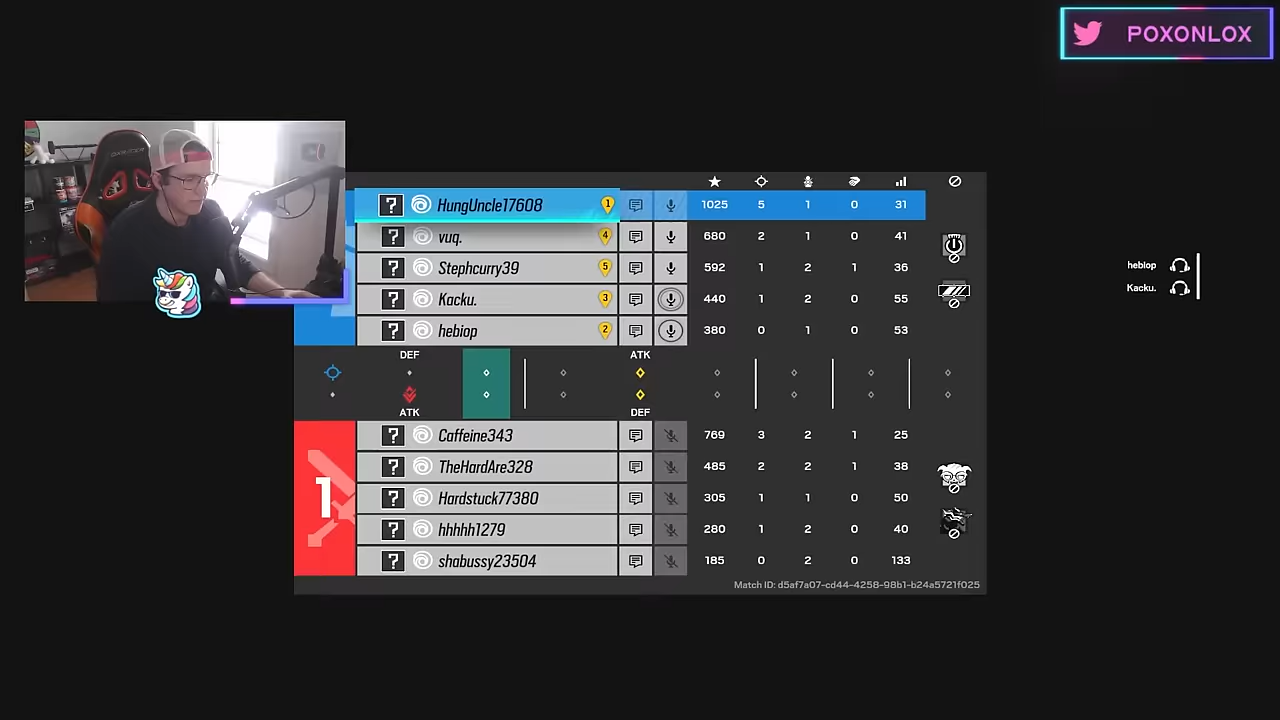 POXONLOX
HungUncle17608 1 1025 5 1 0 31
vuq. 4 680 2 1 0 41
Stephcurry39 5 592 1 2 1 36
Kacku. 3 440 1 2 0 55
hebiop 2 380 0 1 0 53
hebiop
Kacku.
DEF ATK
ATK DEF
1
Caffeine343 769 3 2 1 25
TheHardAre328 485 2 2 1 38
Hardstuck77380 305 1 1 0 50
hhhhh1279 280 1 2 0 40
shabussy23504 185 0 2 0 133
Match ID: d5af7a07-cd44-4258-98b1-b24a5721f025